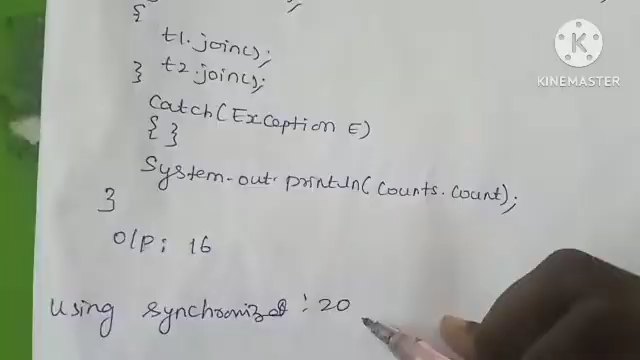 {
t1.join();
} t2.join();
catch(Exception E)
{ }
System.out.println(counts.count);
}
O/P: 16
using synchronized : 20
K
KINEMASTER